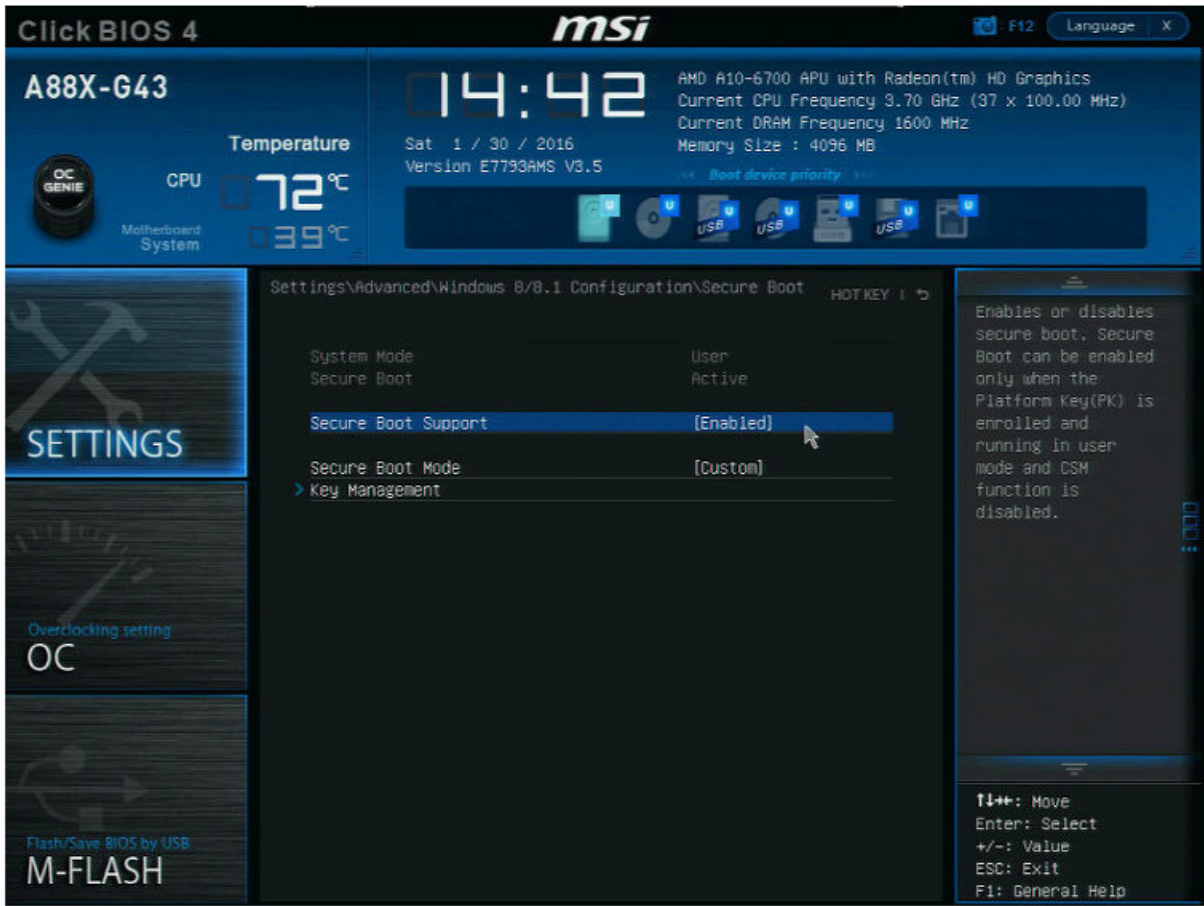 Click BIOS 4
msi
: F12
Language X
A88X-G43
14:42
AMD A10-6700 APU with Radeon(tm) HD Graphics
Current CPU Frequency 3.70 GHz (37 x 100.00 MHz)
Current DRAM Frequency 1600 MHz
Memory Size : 4096 MB
Sat 1 / 30 / 2016
Version E7793AMS V3.5
Temperature
OC
GENIE
CPU
72°C
Motherboard
System
39°C
Boot device priority
U U U U U U U
USB USB USB
Settings\Advanced\Windows 8/8.1 Configuration\Secure Boot
HOT KEY
System Mode User
Secure Boot Active
Secure Boot Support [Enabled]
Secure Boot Mode [Custom]
> Key Management
SETTINGS
Overclocking setting
OC
Flash/Save BIOS by USB
M-FLASH
Enables or disables
secure boot. Secure
Boot can be enabled
only when the
Platform Key(PK) is
enrolled and
running in user
mode and CSM
function is
disabled.
↑↓→←: Move
Enter: Select
+/-: Value
ESC: Exit
F1: General Help